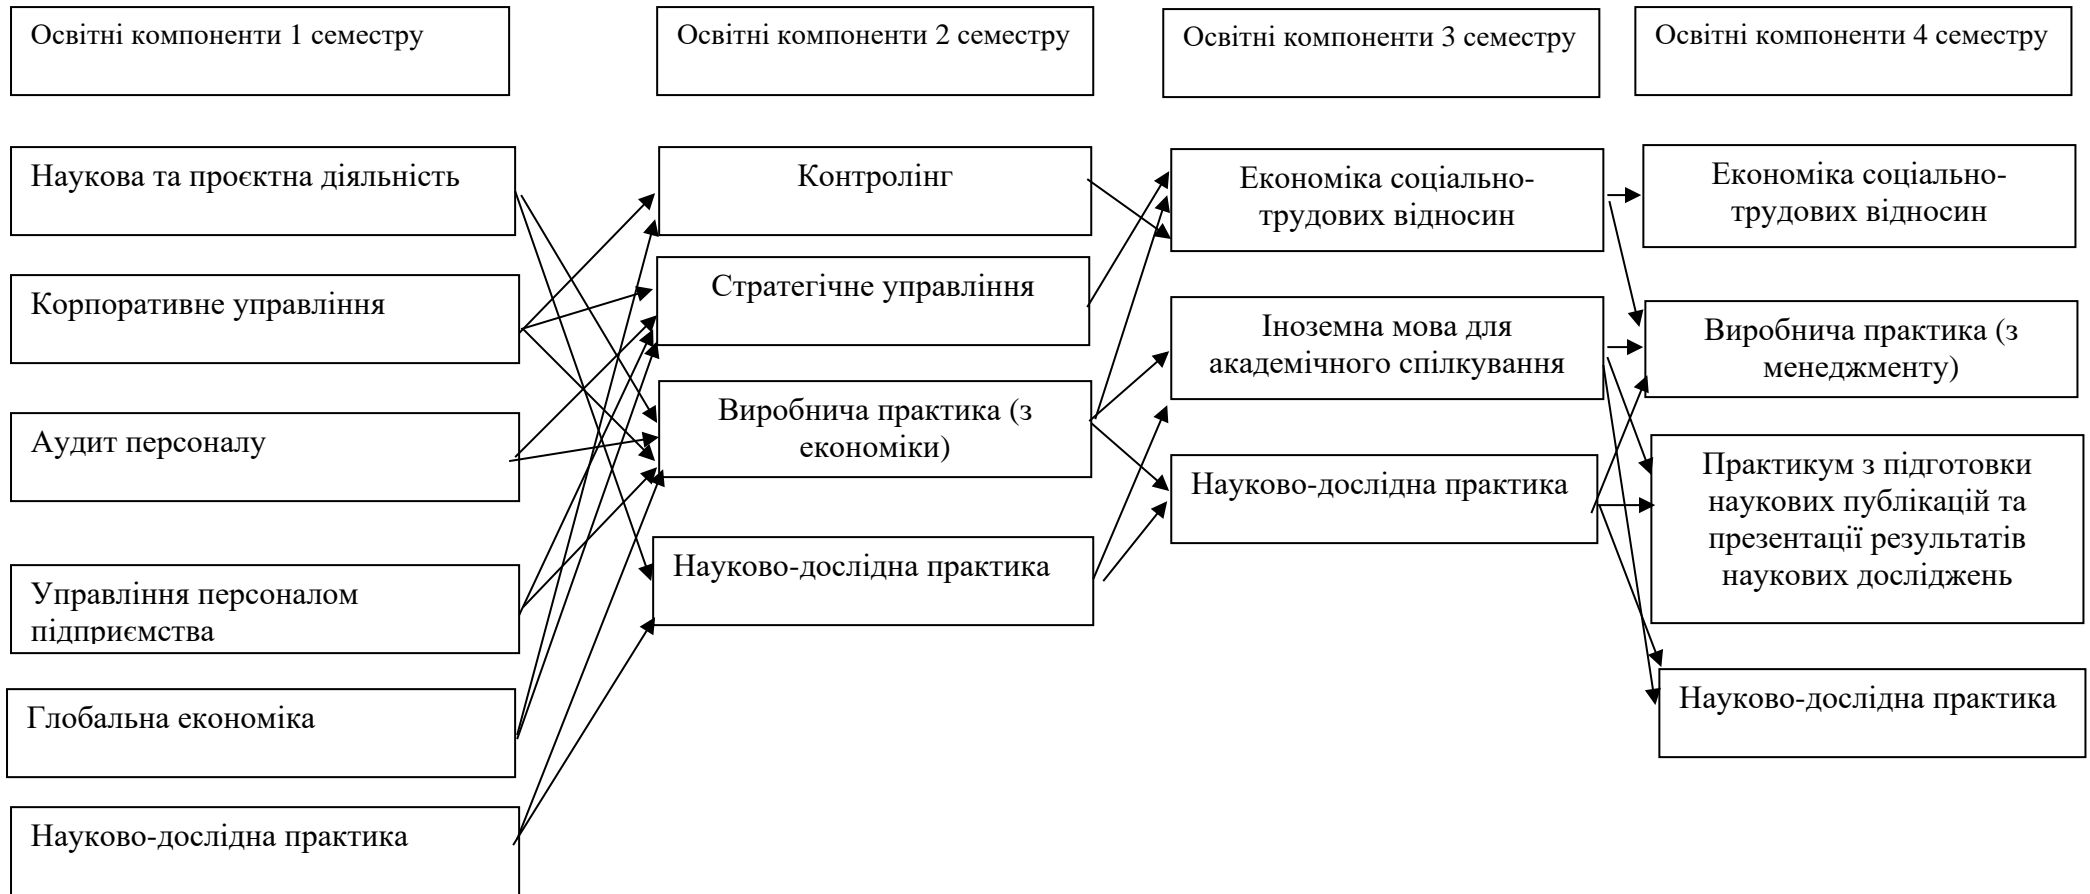 Освітні компоненти 1 семестру
Освітні компоненти 2 семестру
Освітні компоненти 3 семестру
Освітні компоненти 4 семестру
Наукова та проєктна діяльність
Корпоративне управління
Аудит персоналу
Управління персоналом
підприємства
Глобальна економіка
Науково-дослідна практика
Контролінг
Стратегічне управління
Виробнича практика (з
економіки)
Науково-дослідна практика
Економіка соціально-
трудових відносин
Іноземна мова для
академічного спілкування
Науково-дослідна практика
Економіка соціально-
трудових відносин
Виробнича практика (з
менеджменту)
Практикум з підготовки
наукових публікацій та
презентації результатів
наукових досліджень
Науково-дослідна практика